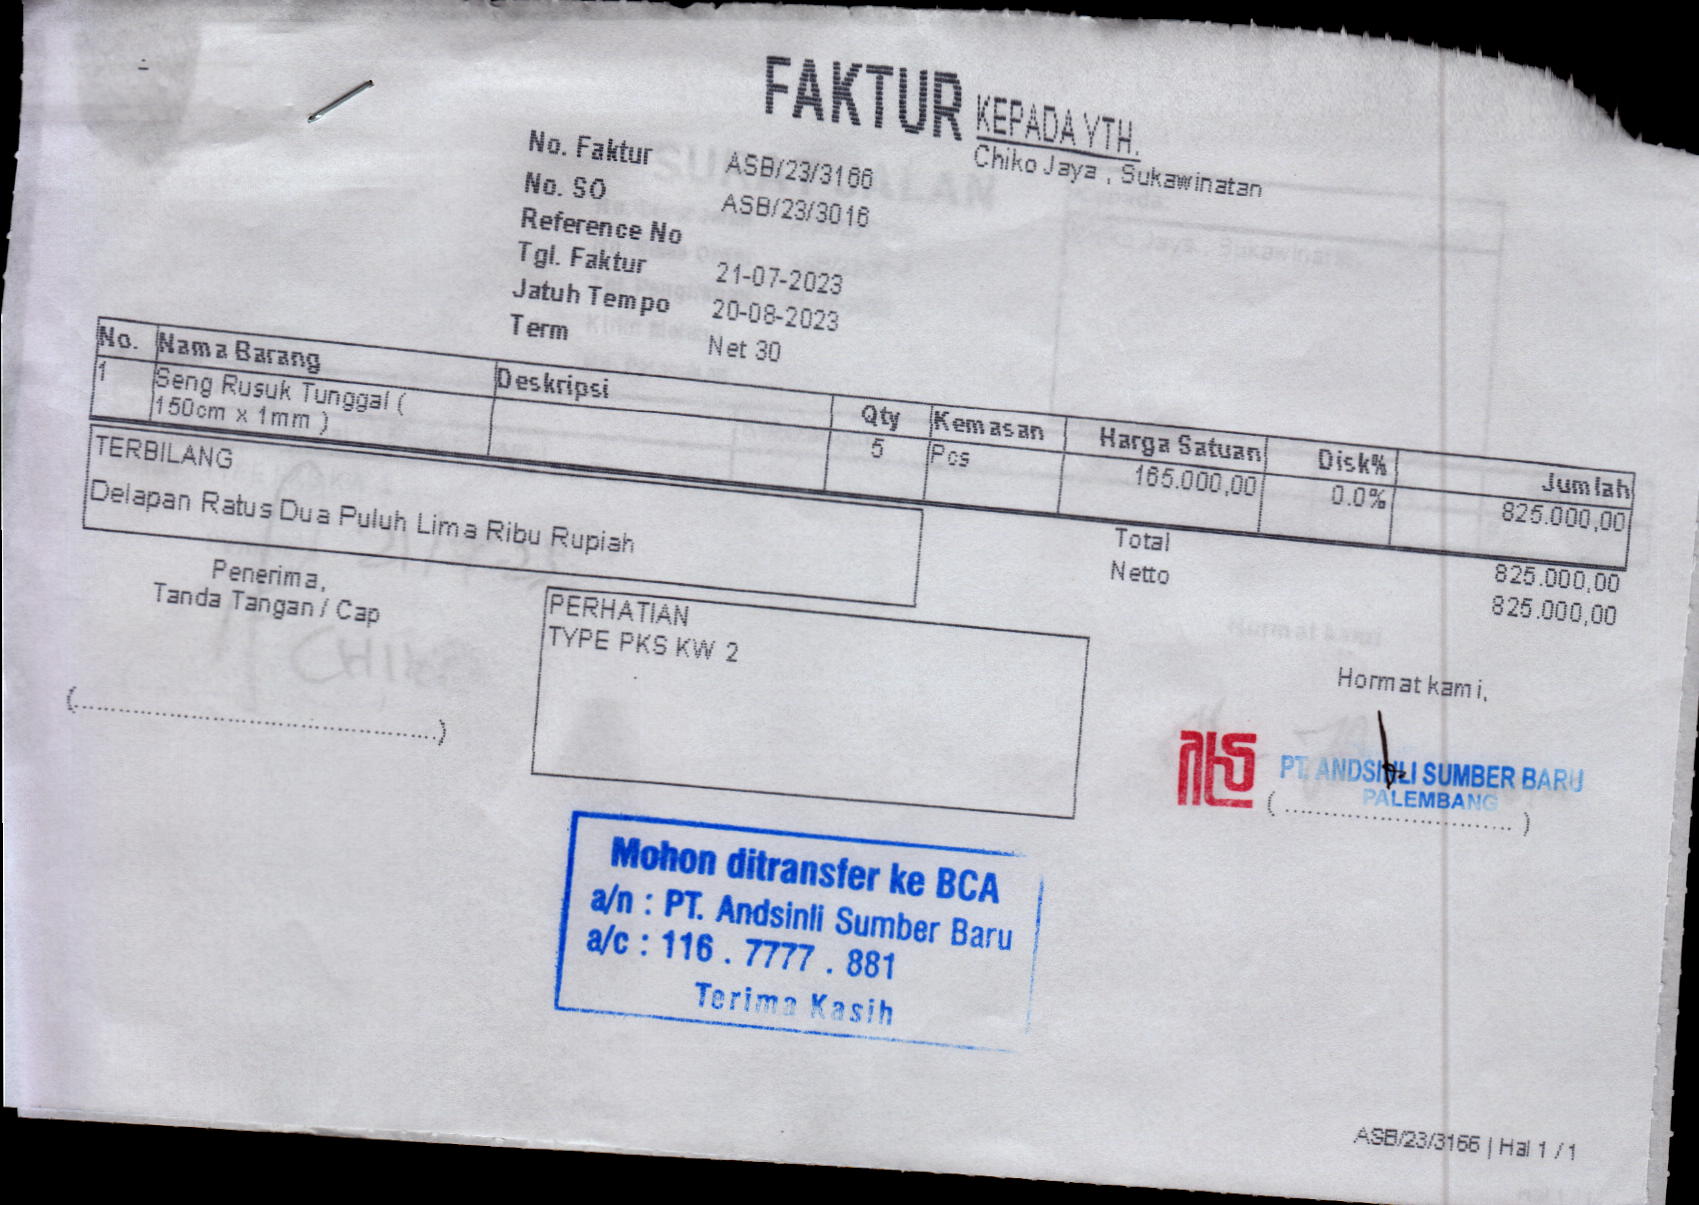 FAKTUR
KEPADA YTH.
Chiko Jaya , Sukawinatan
No. Faktur ASB/23/3166
No. SO ASB/23/3016
Reference No
Tgl. Faktur 21-07-2023
Jatuh Tempo 20-08-2023
Term Net 30
No. Nama Barang Deskripsi Qty Kemasan Harga Satuan Disk% Jumlah
1 Seng Rusuk Tunggal ( 5 Pcs 165.000,00 0.0% 825.000,00
150cm x 1mm )
TERBILANG
Delapan Ratus Dua Puluh Lima Ribu Rupiah
Total 825.000,00
Netto 825.000,00
Penerima,
Tanda Tangan / Cap
(....................................................)
PERHATIAN
TYPE PKS KW 2
Hormat kami,
PT. ANDSINLI SUMBER BARU
PALEMBANG
(................................)
Mohon ditransfer ke BCA
a/n : PT. Andsinli Sumber Baru
a/c : 116 . 7777 . 881
Terima Kasih
ASB/23/3166 | Hal 1 / 1